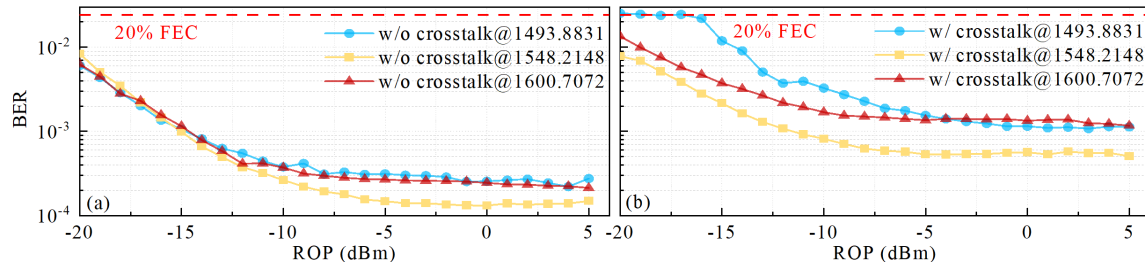 BER
10^-2
10^-3
10^-4
20% FEC
w/o crosstalk@1493.8831
w/o crosstalk@1548.2148
w/o crosstalk@1600.7072
(a)
-20 -15 -10 -5 0 5
ROP (dBm)
20% FEC
w/ crosstalk@1493.8831
w/ crosstalk@1548.2148
w/ crosstalk@1600.7072
(b)
-20 -15 -10 -5 0 5
ROP (dBm)